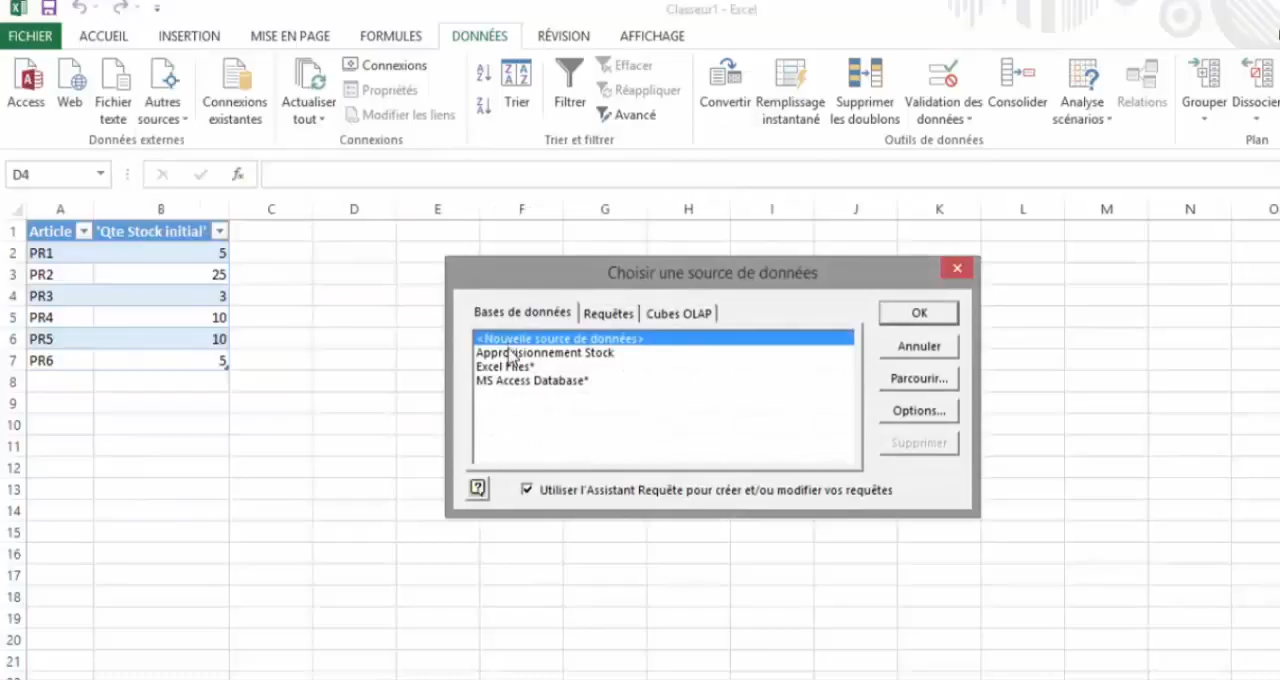 Classeur1 - Excel
FICHIER ACCUEIL INSERTION MISE EN PAGE FORMULES DONNÉES RÉVISION AFFICHAGE
Access
Web
Fichier texte
Autres sources
Données externes
Connexions existantes
Actualiser tout
Connexions
Propriétés
Modifier les liens
Connexions
Trier
Filtrer
Effacer
Réappliquer
Avancé
Trier et filtrer
Convertir
Remplissage instantané
Supprimer les doublons
Validation des données
Consolider
Analyse scénarios
Relations
Outils de données
Grouper
Dissocier
Plan
D4
A B C D E F G H I J K L M N O
1 Article 'Qte Stock initial'
2 PR1 5
3 PR2 25
4 PR3 3
5 PR4 10
6 PR5 10
7 PR6 5
8
9
10
11
12
13
14
15
16
17
18
19
20
21
Choisir une source de données
Bases de données Requêtes Cubes OLAP
<Nouvelle source de données>
Approvisionnement Stock
Excel Files*
MS Access Database*
OK
Annuler
Parcourir...
Options...
Supprimer
Utiliser l'Assistant Requête pour créer et/ou modifier vos requêtes